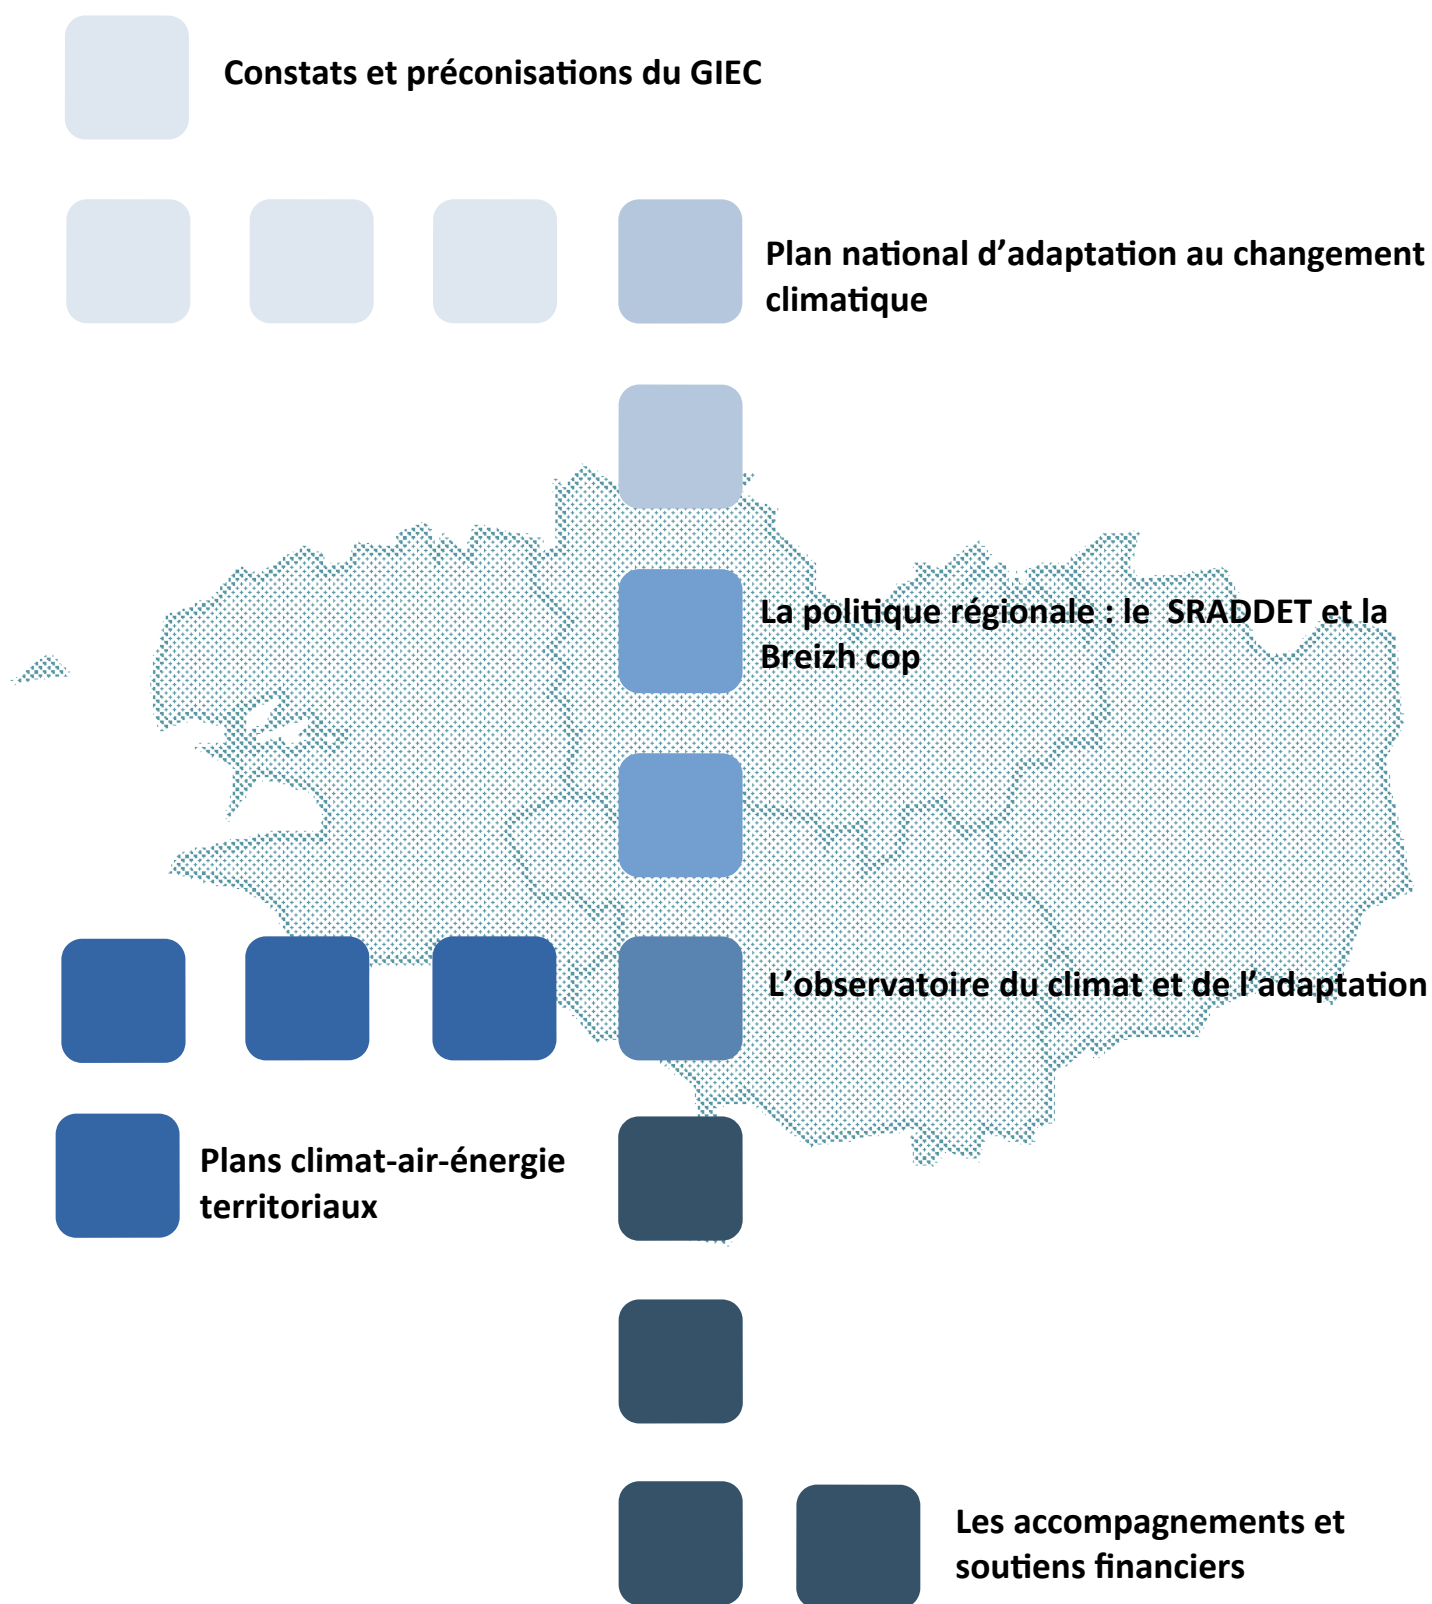 Constats et préconisations du GIEC
Plan national d’adaptation au changement
climatique
La politique régionale : le  SRADDET et la
Breizh cop
L’observatoire du climat et de l’adaptation
Plans climat-air-énergie
territoriaux
Les accompagnements et
soutiens financiers